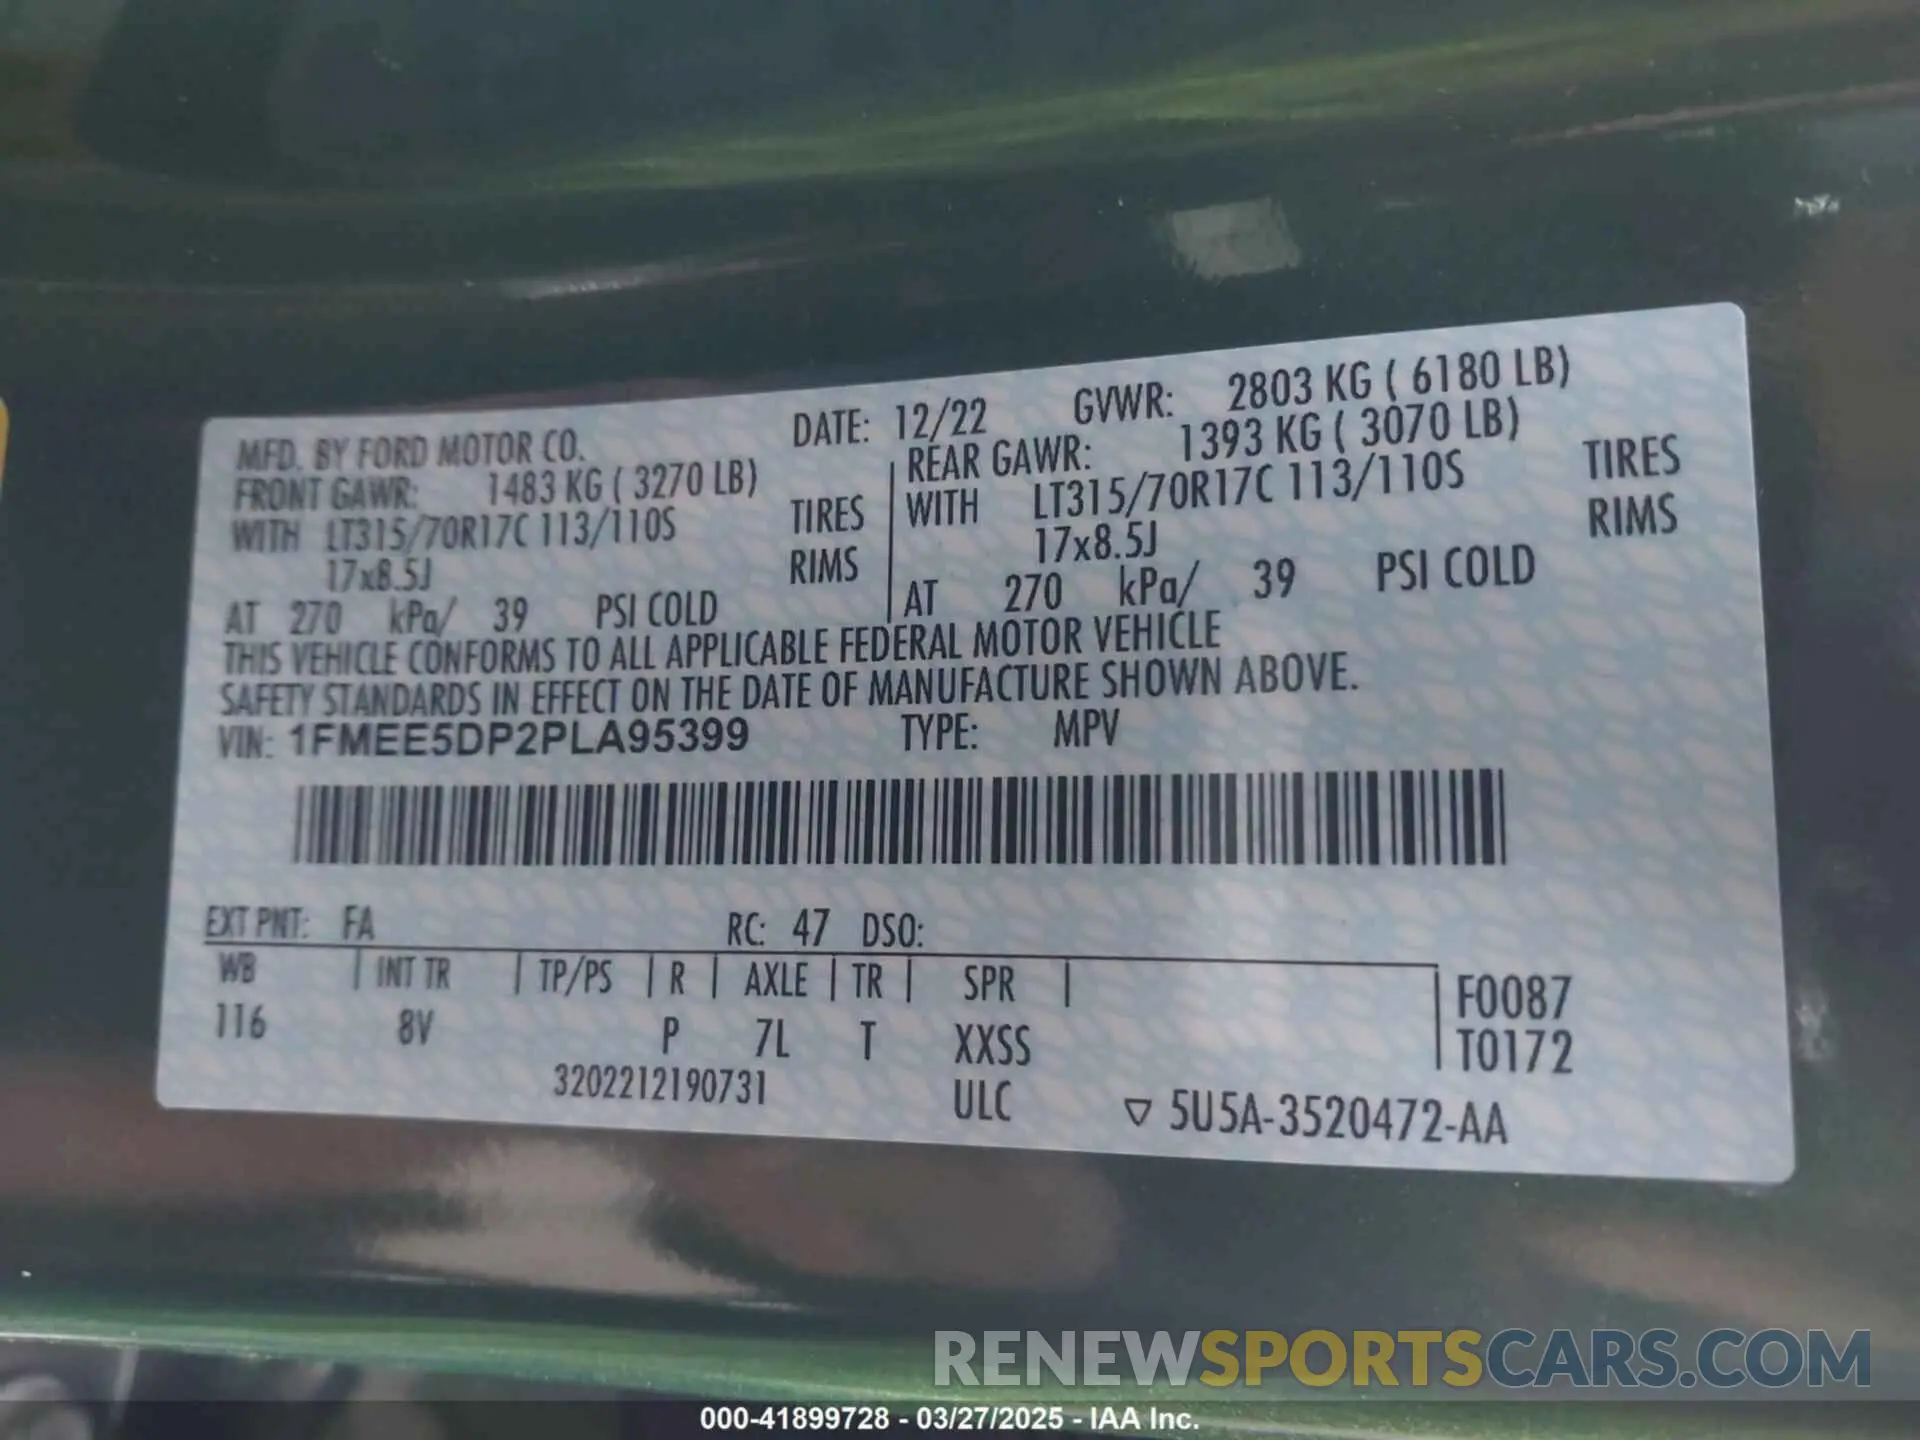 MFD. BY FORD MOTOR CO. DATE: 12/22 GVWR: 2803 KG ( 6180 LB)
FRONT GAWR: 1483 KG ( 3270 LB) REAR GAWR: 1393 KG ( 3070 LB)
WITH LT315/70R17C 113/110S TIRES WITH LT315/70R17C 113/110S TIRES
17x8.5J RIMS 17x8.5J RIMS
AT 270 kPa/ 39 PSI COLD AT 270 kPa/ 39 PSI COLD
THIS VEHICLE CONFORMS TO ALL APPLICABLE FEDERAL MOTOR VEHICLE
SAFETY STANDARDS IN EFFECT ON THE DATE OF MANUFACTURE SHOWN ABOVE.
VIN: 1FMEE5DP2PLA95399 TYPE: MPV
EXT PNT: FA RC: 47 DSO:
WB INT TR TP/PS R AXLE TR SPR F0087
116 8V P 7L T XXSS T0172
3202212190731 ULC ▽ 5U5A-3520472-AA
RENEWSPORTSCARS.COM
000-41899728 - 03/27/2025 - IAA Inc.